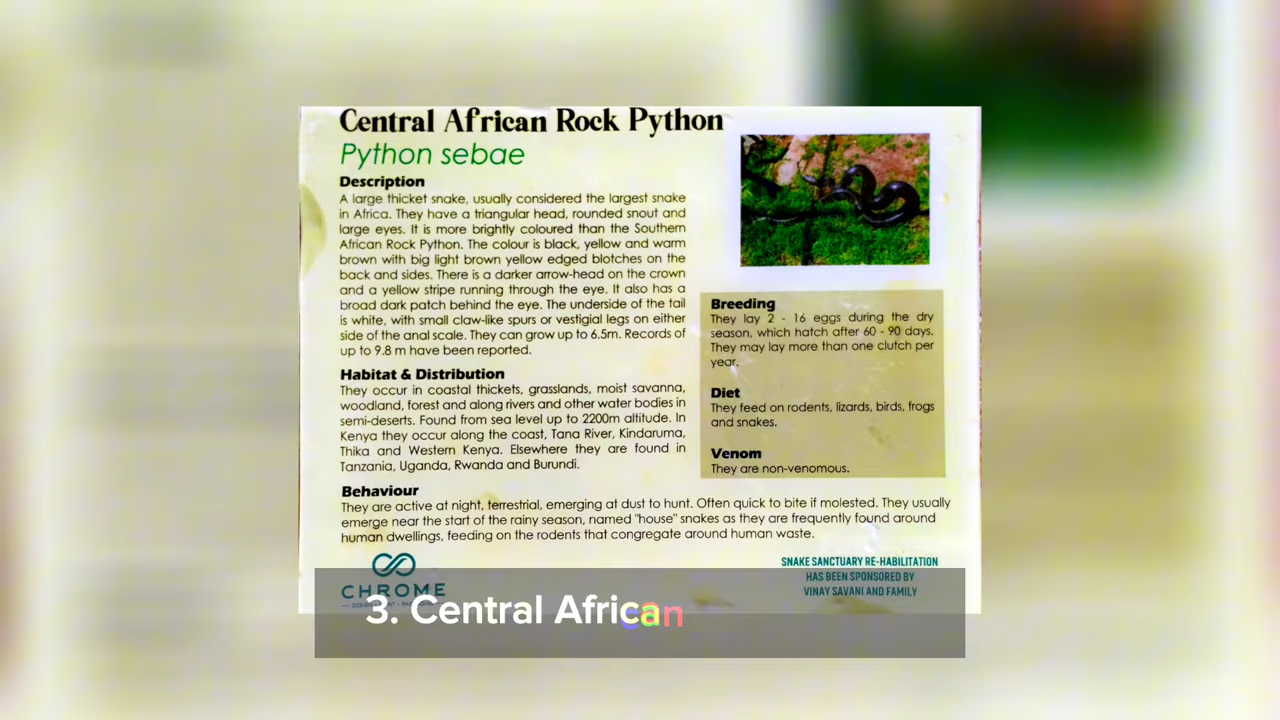 Central African Rock Python
Python sebae
Description
A large thicket snake, usually considered the largest snake
in Africa. They have a triangular head, rounded snout and
large eyes. It is more brightly coloured than the Southern
African Rock Python. The colour is black, yellow and warm
brown with big light brown yellow edged blotches on the
back and sides. There is a darker arrow-head on the crown
and a yellow stripe running through the eye. It also has a
broad dark patch behind the eye. The underside of the tail
is white, with small claw-like spurs or vestigial legs on either
side of the anal scale. They can grow up to 6.5m. Records of
up to 9.8 m have been reported.
Habitat & Distribution
They occur in coastal thickets, grasslands, moist savanna,
woodland, forest and along rivers and other water bodies in
semi-deserts. Found from sea level up to 2200m altitude. In
Kenya they occur along the coast, Tana River, Kindaruma,
Thika and Western Kenya. Elsewhere they are found in
Tanzania, Uganda, Rwanda and Burundi.
Breeding
They lay 2 - 16 eggs during the dry
season, which hatch after 60 - 90 days.
They may lay more than one clutch per
year.
Diet
They feed on rodents, lizards, birds, frogs
and snakes.
Venom
They are non-venomous.
Behaviour
They are active at night, terrestrial, emerging at dust to hunt. Often quick to bite if molested. They usually
emerge near the start of the rainy season, named "house" snakes as they are frequently found around
human dwellings, feeding on the rodents that congregate around human waste.
CHROME
SNAKE SANCTUARY RE-HABILITATION
HAS BEEN SPONSORED BY
VINAY SAVANI AND FAMILY
3. Central African